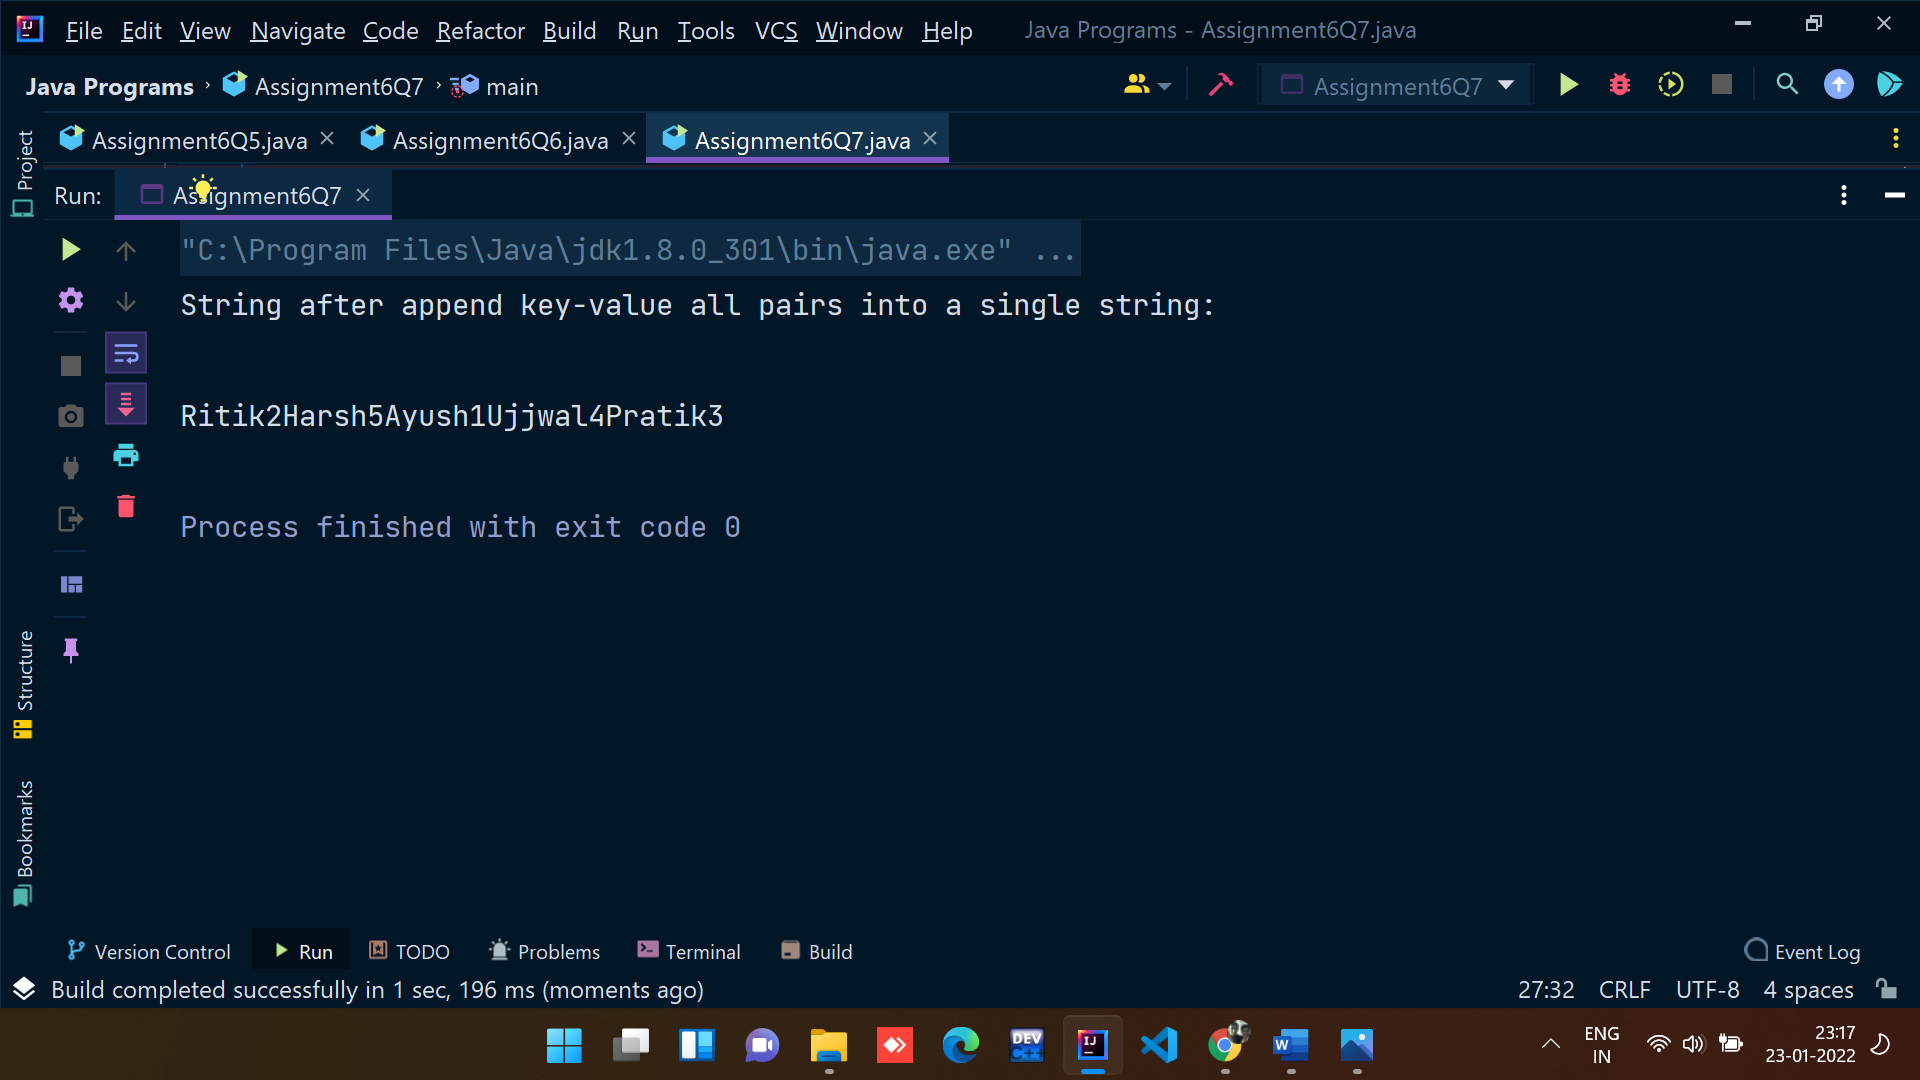 File Edit View Navigate Code Refactor Build Run Tools VCS Window Help Java Programs - Assignment6Q7.java
Java Programs › Assignment6Q7 › main Assignment6Q7
Assignment6Q5.java Assignment6Q6.java Assignment6Q7.java
Project
Run: Assignment6Q7
"C:\Program Files\Java\jdk1.8.0_301\bin\java.exe" ...
String after append key-value all pairs into a single string:
Ritik2Harsh5Ayush1Ujjwal4Pratik3
Process finished with exit code 0
Structure
Bookmarks
Version Control Run TODO Problems Terminal Build Event Log
Build completed successfully in 1 sec, 196 ms (moments ago) 27:32 CRLF UTF-8 4 spaces
DEV C++ IJ W
ENG 23:17
IN 23-01-2022